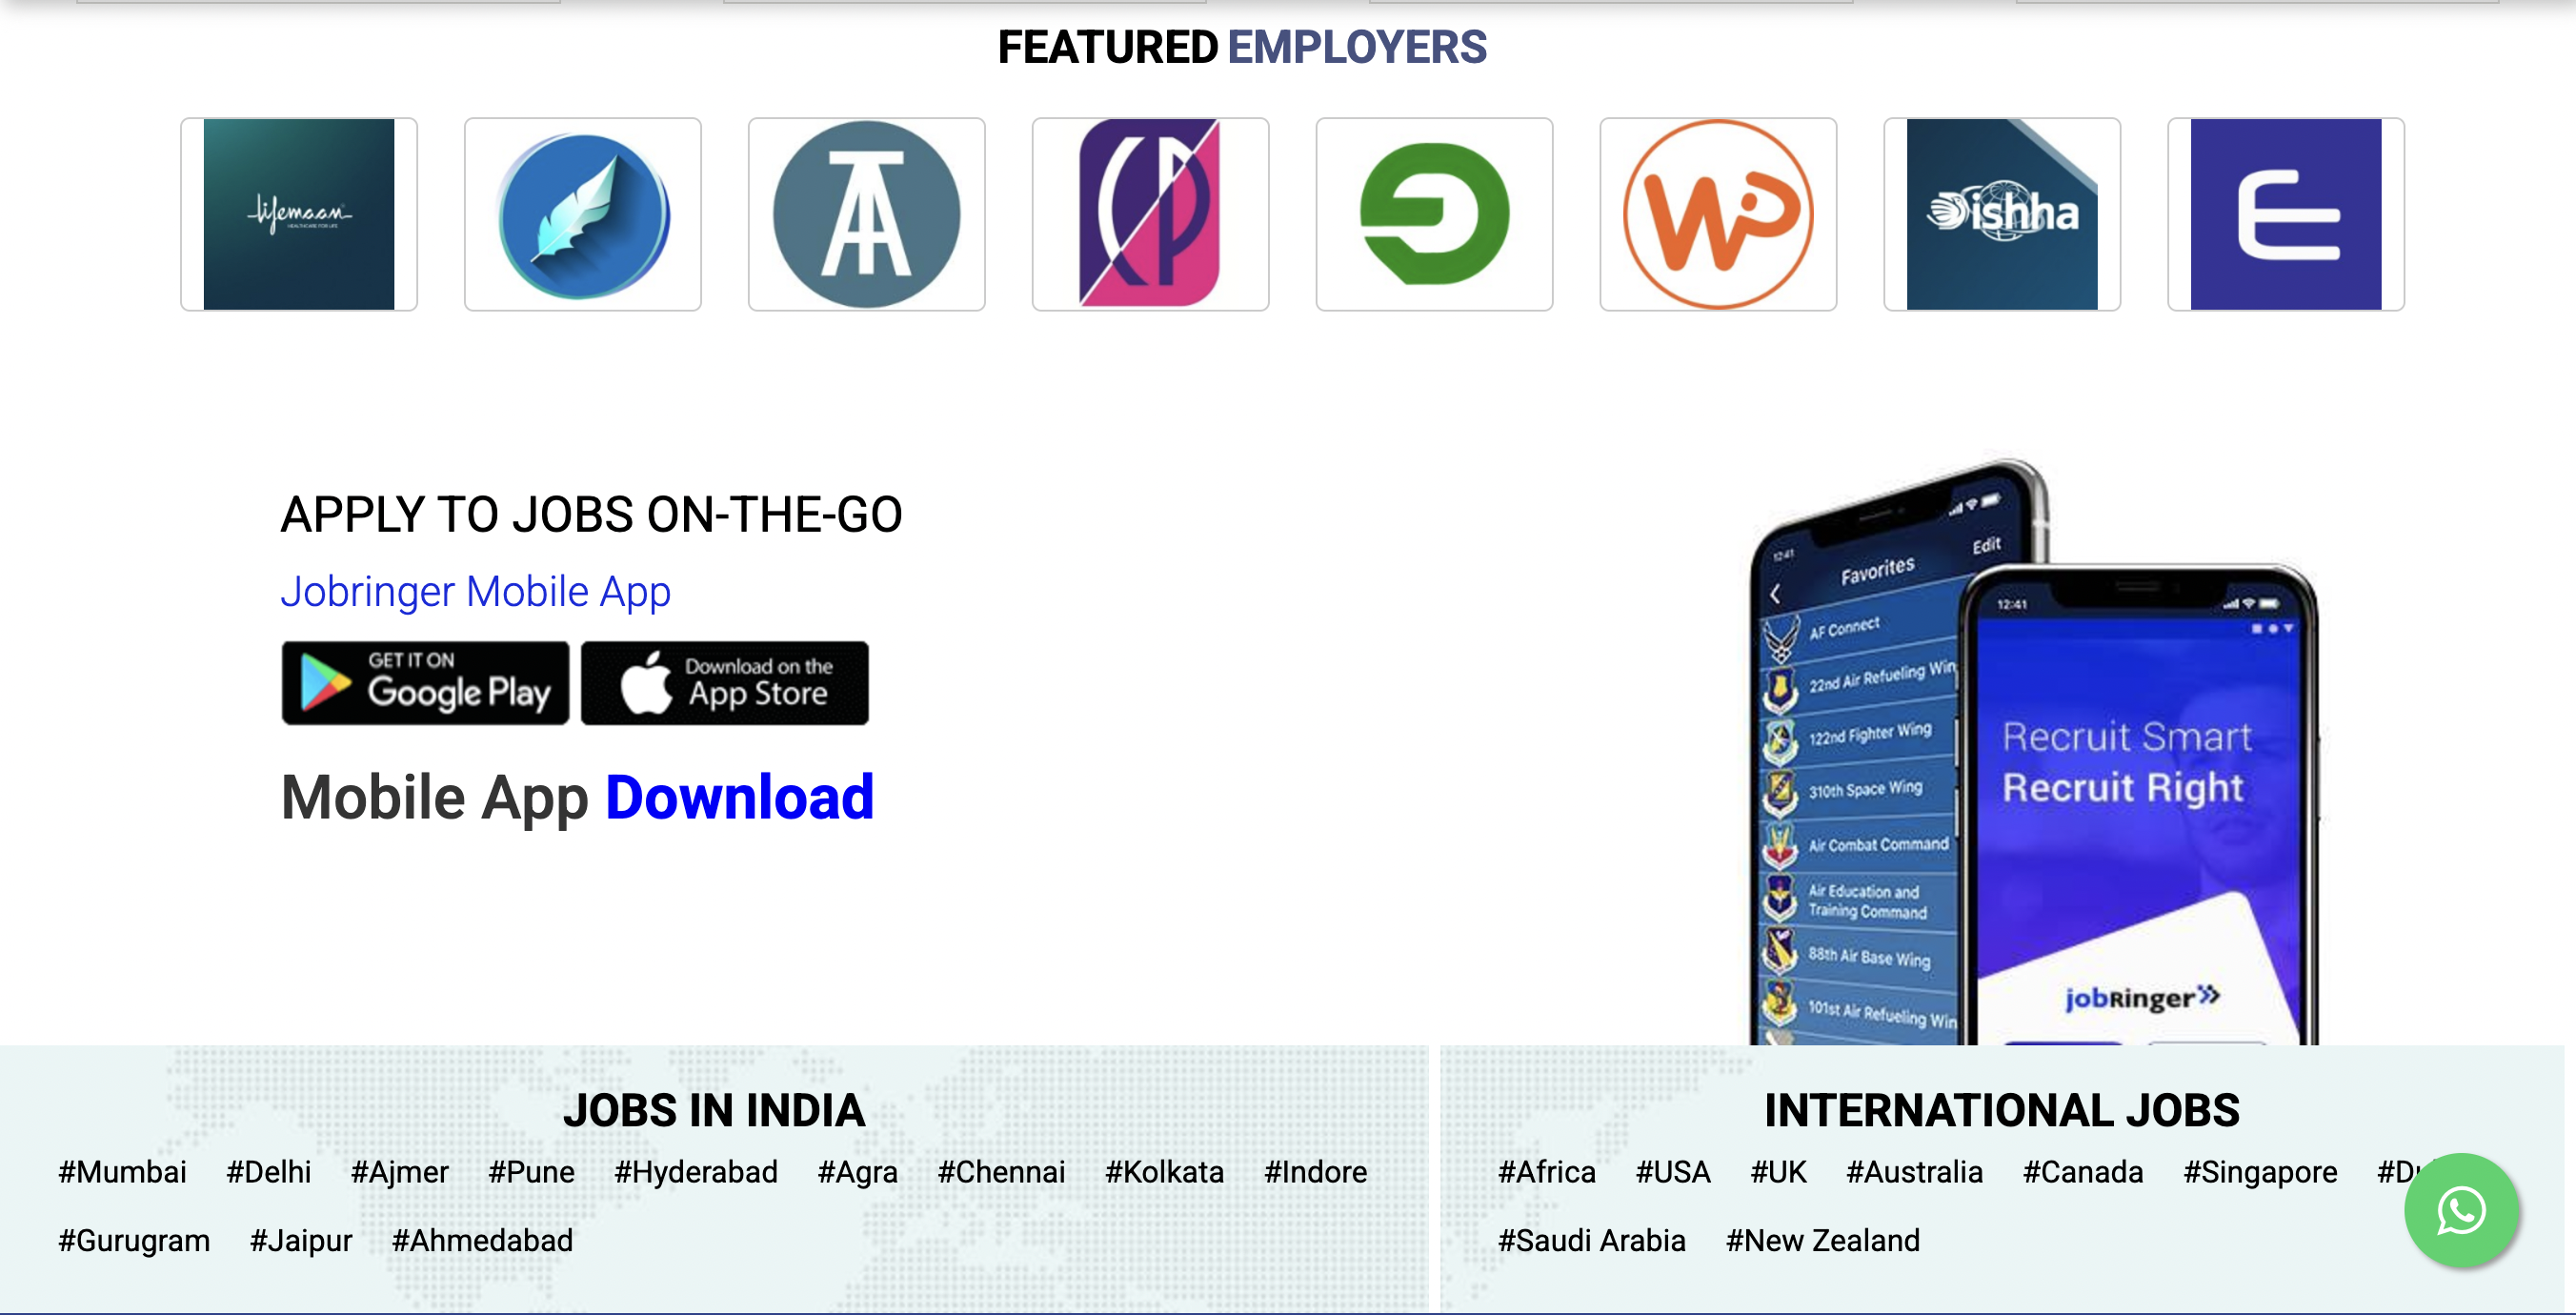 FEATURED EMPLOYERS
lifemaan
HEALTHCARE FOR LIFE
Dishha
APPLY TO JOBS ON-THE-GO
Jobringer Mobile App
GET IT ON
Google Play
Download on the
App Store
Mobile App Download
12:41
Edit
Favorites
AF Connect
22nd Air Refueling Win
122nd Fighter Wing
310th Space Wing
Air Combat Command
Air Education and
Training Command
88th Air Base Wing
101st Air Refueling Win
12:41
Recruit Smart
Recruit Right
jobRinger
JOBS IN INDIA
#Mumbai #Delhi #Ajmer #Pune #Hyderabad #Agra #Chennai #Kolkata #Indore
#Gurugram #Jaipur #Ahmedabad
INTERNATIONAL JOBS
#Africa #USA #UK #Australia #Canada #Singapore
#Saudi Arabia #New Zealand